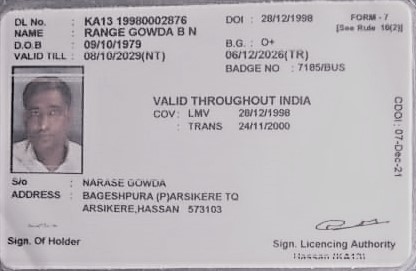 DL No. : KA13 19980002876 DOI : 28/12/1998 FORM - 7
NAME : RANGE GOWDA B N [See Rule 16(2)]
D.O.B : 09/10/1979 B.G. : O+
VALID TILL : 08/10/2029(NT) 06/12/2026(TR)
BADGE NO : 7185/BUS
VALID THROUGHOUT INDIA
COV: LMV 28/12/1998
: TRANS 24/11/2000
CDOI: 07-Dec-21
S/o : NARASE GOWDA
ADDRESS : BAGESHPURA (P)ARSIKERE TQ
ARSIKERE,HASSAN 573103
Sign. Of Holder Sign. Licencing Authority
Hassan (KA13)